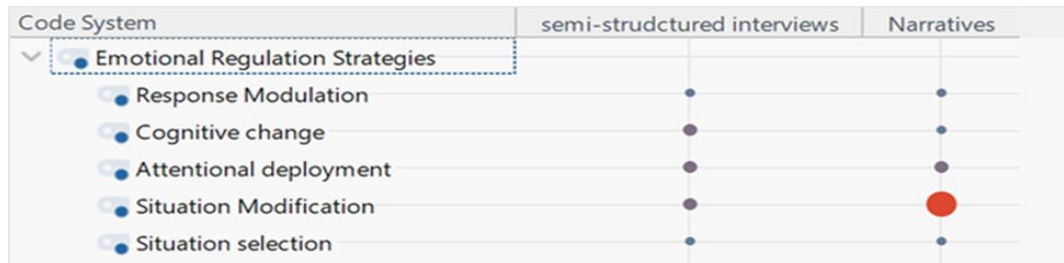 Code System semi-strudctured interviews Narratives
Emotional Regulation Strategies
Response Modulation
Cognitive change
Attentional deployment
Situation Modification
Situation selection